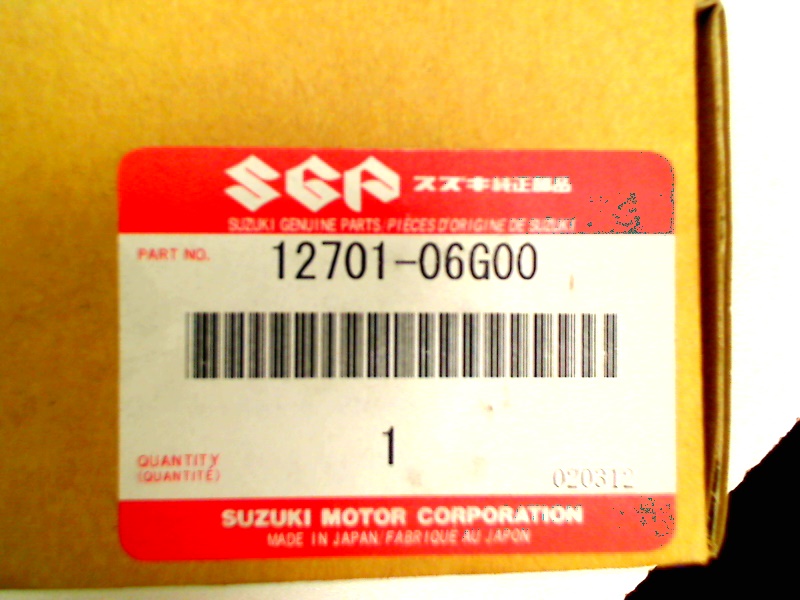 SGP スズキ純正部品
SUZUKI GENUINE PARTS/PIÈCES D'ORIGINE DE SUZUKI
PART NO. 12701-06G00
1
QUANTITY
(QUANTITÉ)
020312
SUZUKI MOTOR CORPORATION
MADE IN JAPAN/FABRIQUÉ AU JAPON